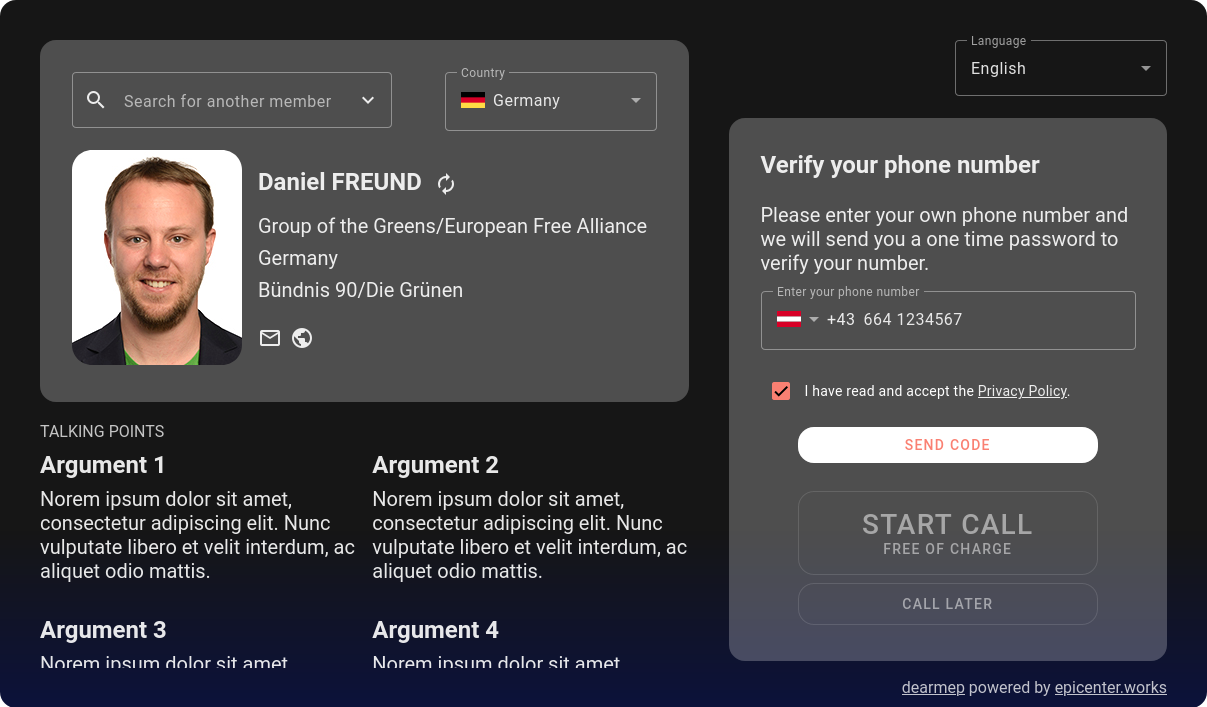 Search for another member
Country
Germany
Daniel FREUND
Group of the Greens/European Free Alliance
Germany
Bündnis 90/Die Grünen
TALKING POINTS
Argument 1
Norem ipsum dolor sit amet,
consectetur adipiscing elit. Nunc
vulputate libero et velit interdum, ac
aliquet odio mattis.
Argument 2
Norem ipsum dolor sit amet,
consectetur adipiscing elit. Nunc
vulputate libero et velit interdum, ac
aliquet odio mattis.
Argument 3
Norem ipsum dolor sit amet
Argument 4
Norem ipsum dolor sit amet
Language
English
Verify your phone number
Please enter your own phone number and
we will send you a one time password to
verify your number.
Enter your phone number
+43 664 1234567
I have read and accept the Privacy Policy.
SEND CODE
START CALL
FREE OF CHARGE
CALL LATER
dearmep powered by epicenter.works